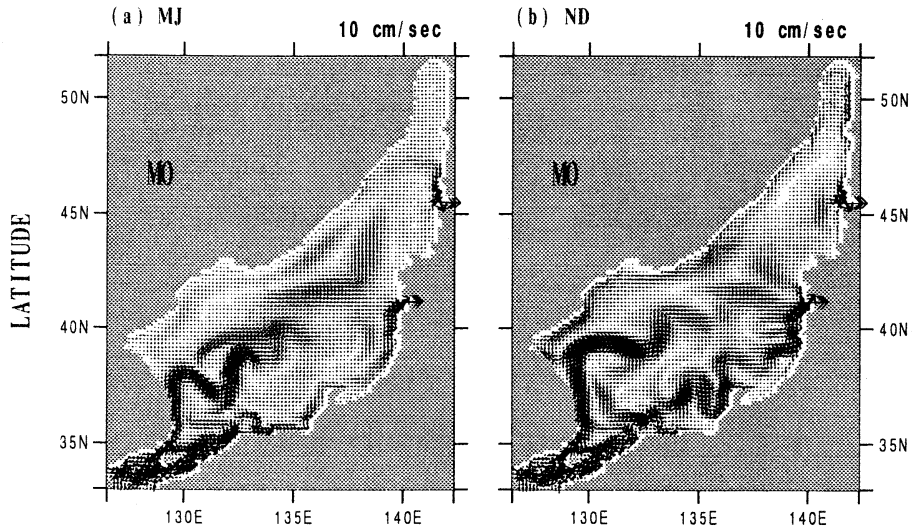 (a) MJ
10 cm/sec
(b) ND
10 cm/sec
50N
45N
40N
35N
LATITUDE
MO
130E
135E
140E
MO
50N
45N
40N
35N
130E
135E
140E